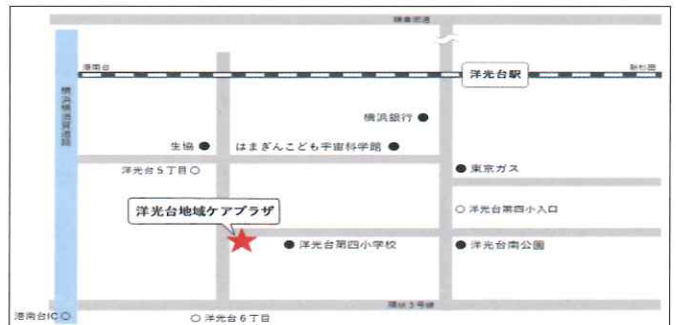 鎌倉街道
港南台
洋光台駅
新杉田
横浜横須賀道路
横浜銀行
生協
はまぎんこども宇宙科学館
洋光台5丁目
東京ガス
洋光台地域ケアプラザ
洋光台第四小入口
洋光台第四小学校
洋光台南公園
環状3号線
港南台IC
洋光台6丁目